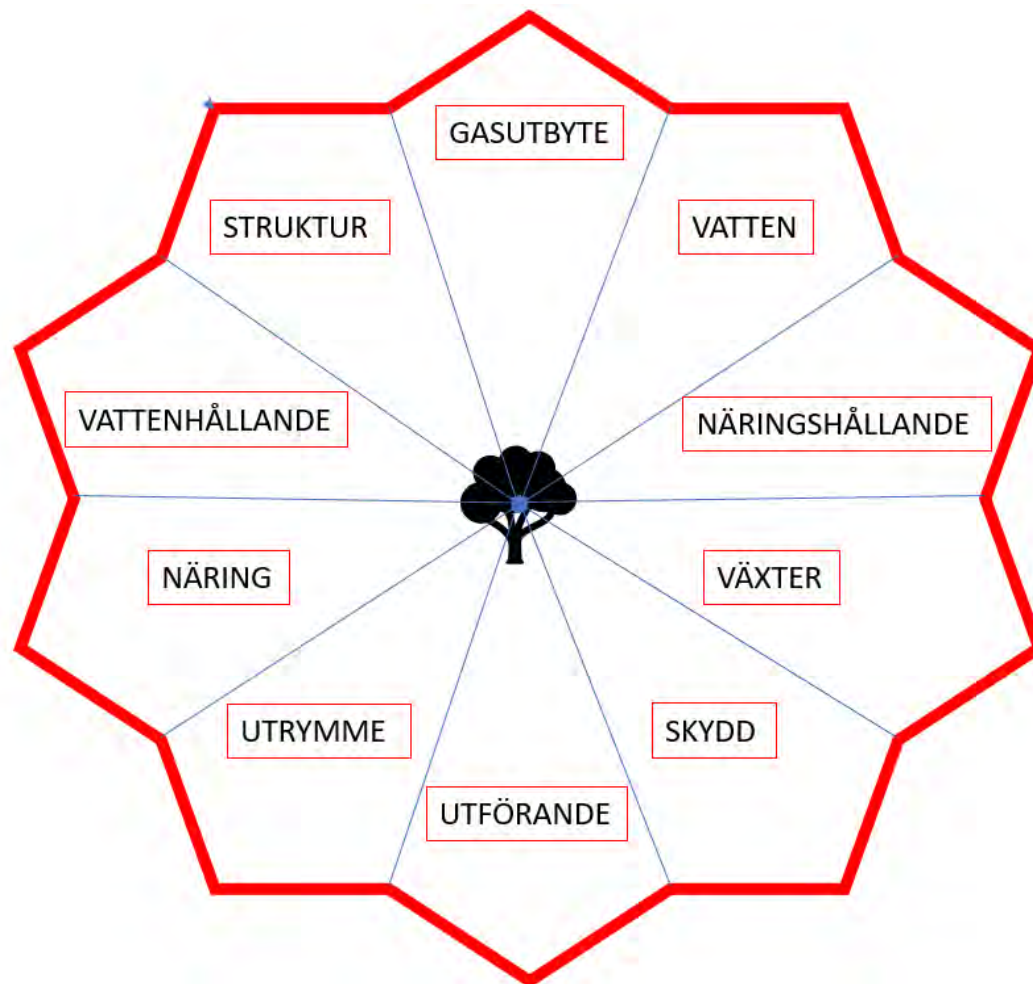 GASUTBYTE
STRUKTUR
VATTEN
VATTENHÅLLANDE
NÄRINGSHÅLLANDE
NÄRING
VÄXTER
UTRYMME
SKYDD
UTFÖRANDE